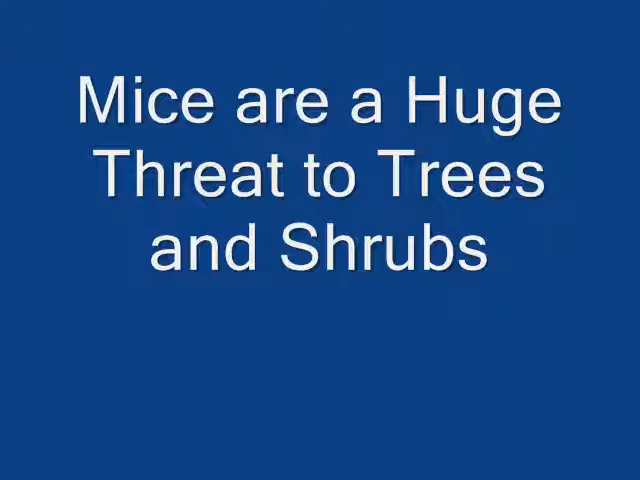 Mice are a Huge
Threat to Trees
and Shrubs